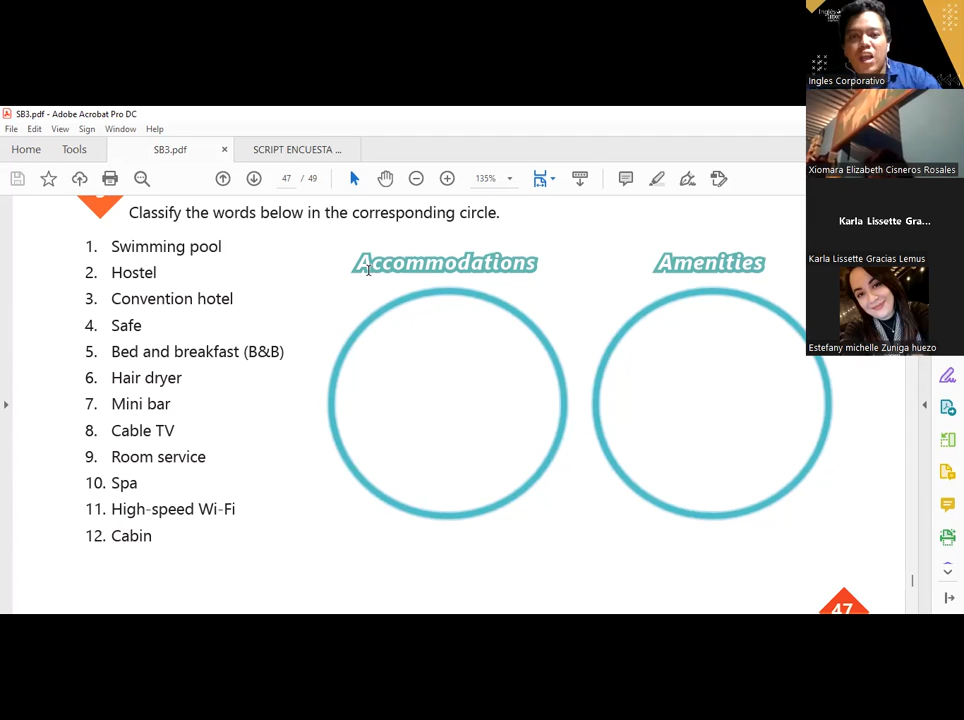 SB3.pdf - Adobe Acrobat Pro DC
File Edit View Sign Window Help
Home Tools SB3.pdf × SCRIPT ENCUESTA ...
47 / 49 135%
Classify the words below in the corresponding circle.
1. Swimming pool
2. Hostel
3. Convention hotel
4. Safe
5. Bed and breakfast (B&B)
6. Hair dryer
7. Mini bar
8. Cable TV
9. Room service
10. Spa
11. High-speed Wi-Fi
12. Cabin
Accommodations
Amenities
47
Ingles Corporativo
Xiomara Elizabeth Cisneros Rosales
Karla Lissette Gra...
Karla Lissette Gracias Lemus
Estefany michelle Zuniga huezo